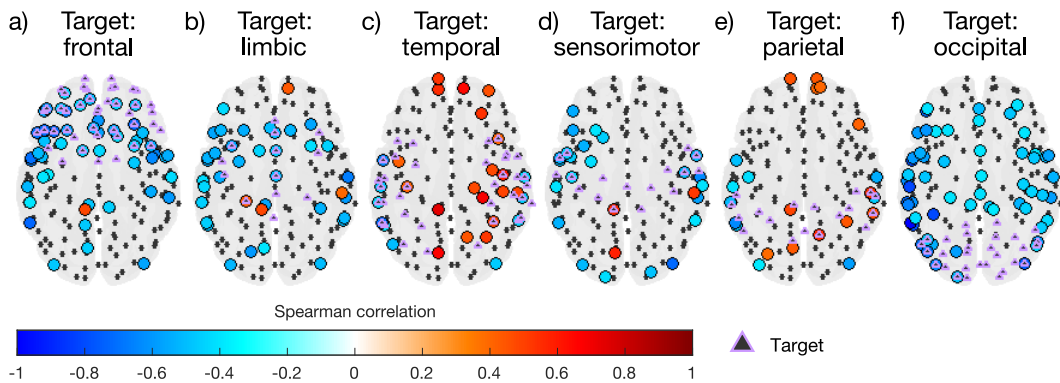 a) Target: frontal
b) Target: limbic
c) Target: temporal
d) Target: sensorimotor
e) Target: parietal
f) Target: occipital
Spearman correlation
-1 -0.8 -0.6 -0.4 -0.2 0 0.2 0.4 0.6 0.8 1
Target